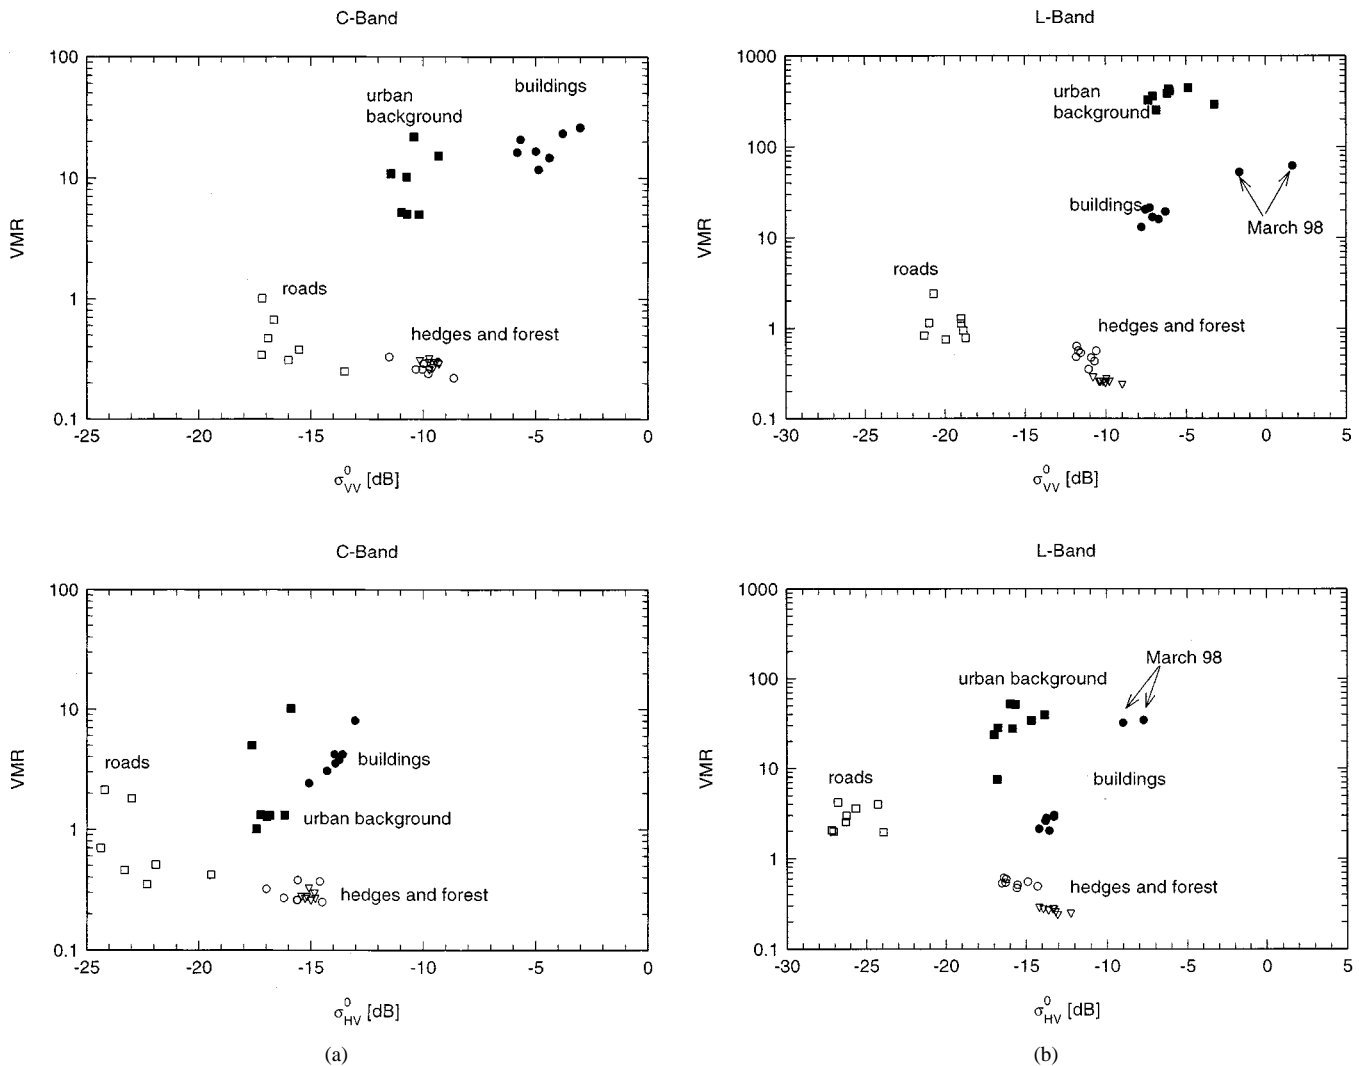 C-Band
100
10
1
0.1
VMR
urban
background
buildings
roads
hedges and forest
-25
-20
-15
-10
-5
0
σ⁰VV [dB]
L-Band
1000
100
10
1
0.1
VMR
urban
background
buildings
March 98
roads
hedges and forest
-30
-25
-20
-15
-10
-5
0
5
σ⁰VV [dB]
C-Band
100
10
1
0.1
VMR
roads
buildings
urban background
hedges and forest
-25
-20
-15
-10
-5
0
σ⁰HV [dB]
(a)
L-Band
1000
100
10
1
0.1
VMR
March 98
urban background
roads
buildings
hedges and forest
-30
-25
-20
-15
-10
-5
0
5
σ⁰HV [dB]
(b)